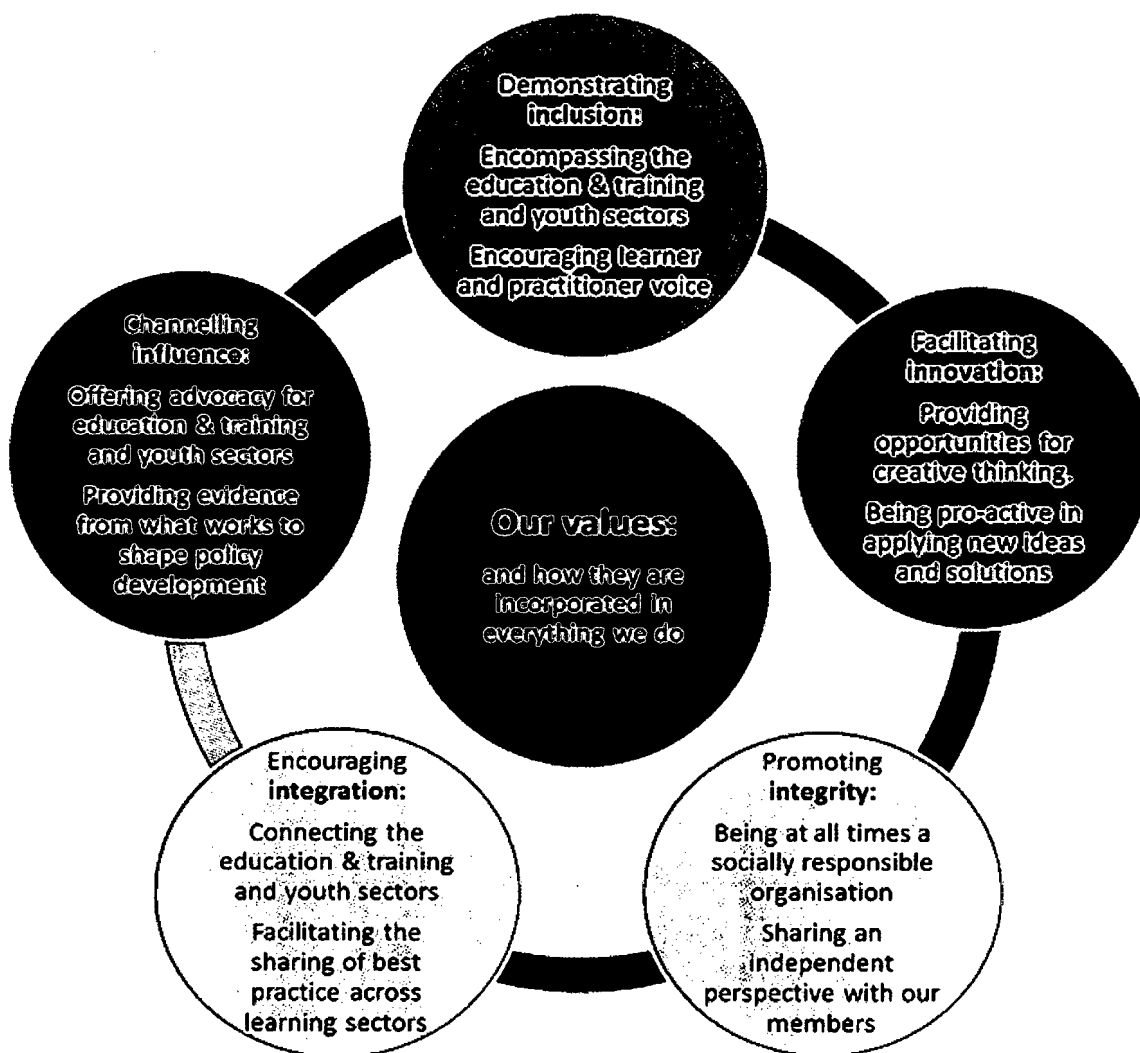 Demonstrating
inclusion:
Encompassing the
education & training
and youth sectors
Encouraging learner
and practitioner voice
Channelling
influence:
Offering advocacy for
education & training
and youth sectors
Providing evidence
from what works to
shape policy
development
Facilitating
innovation:
Providing
opportunities for
creative thinking.
Being pro-active in
applying new ideas
and solutions
Our values:
and how they are
incorporated in
everything we do
Encouraging
integration:
Connecting the
education & training
and youth sectors
Facilitating the
sharing of best
practice across
learning sectors
Promoting
integrity:
Being at all times a
socially responsible
organisation
Sharing an
independent
perspective with our
members